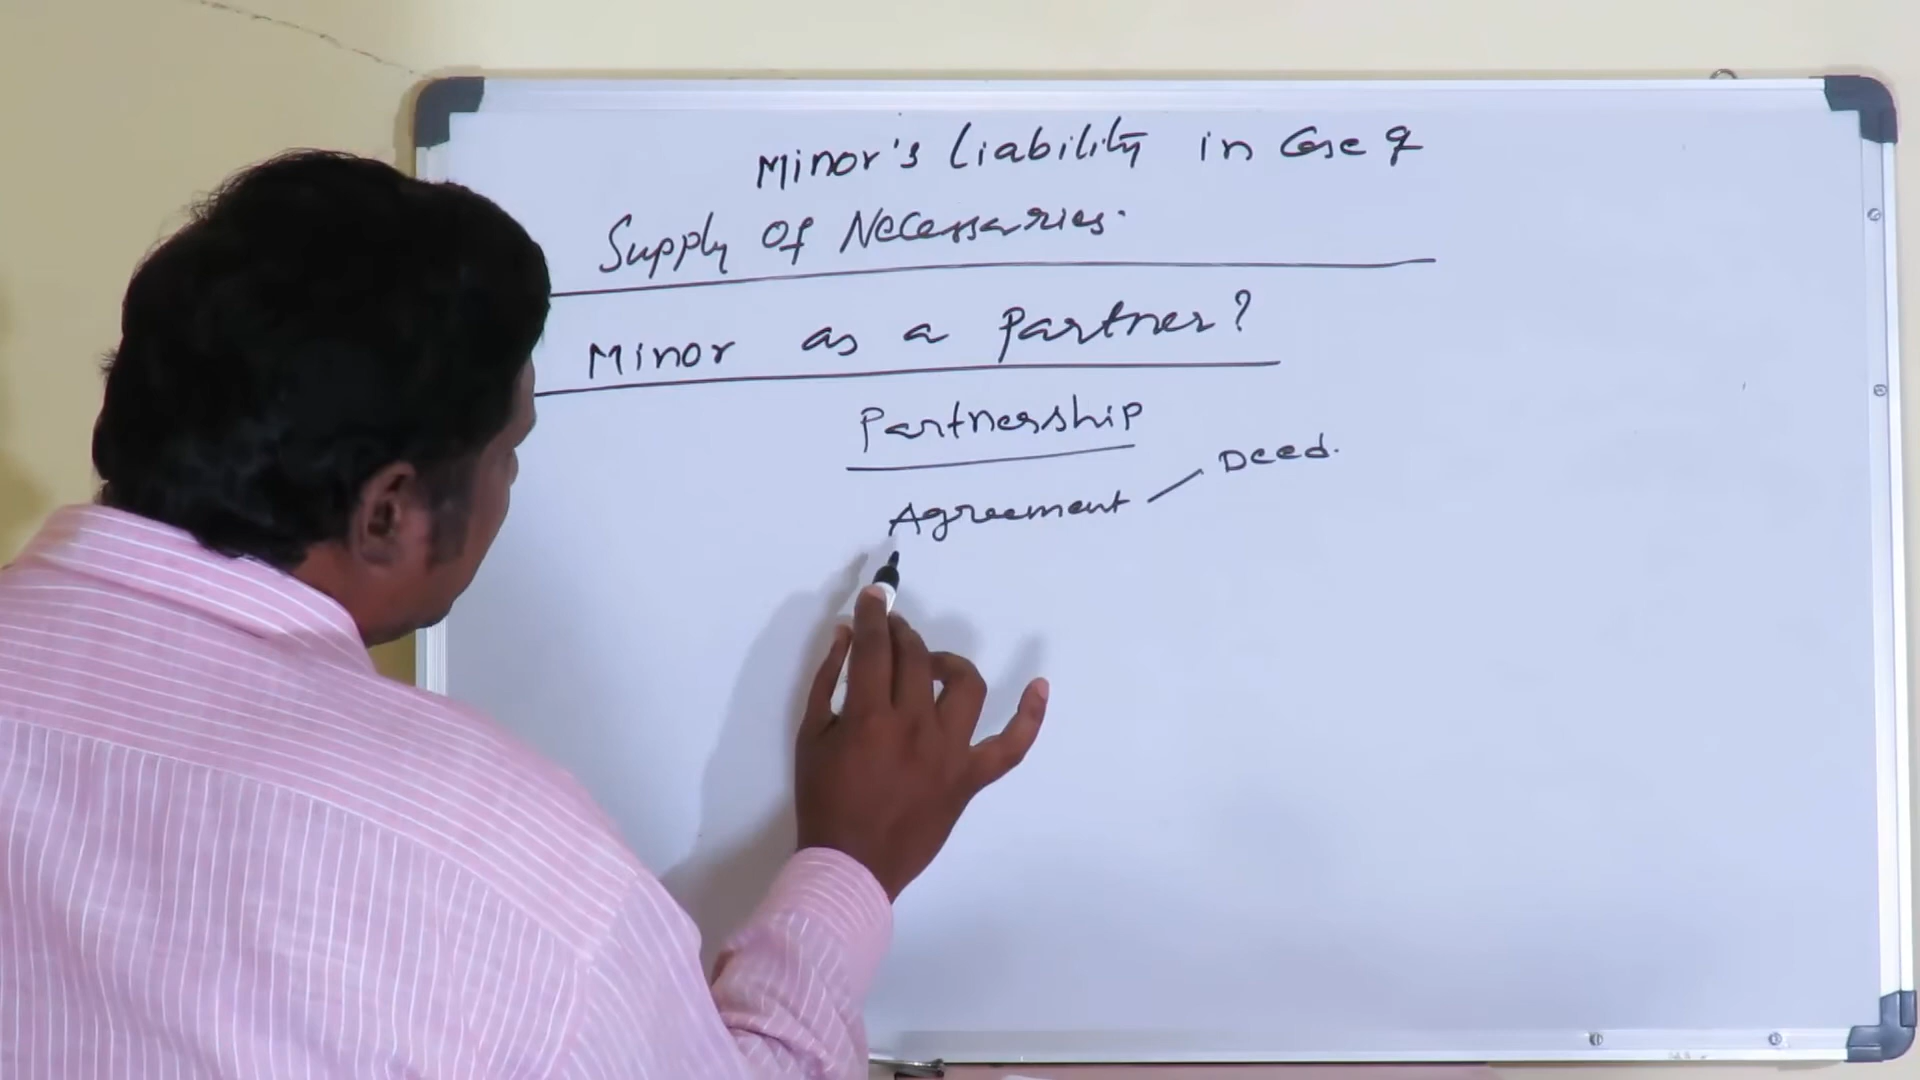 Minor's Liability in Case of
Supply Of Necessaries.
Minor as a Partner?
Partnership
Agreement — Deed.